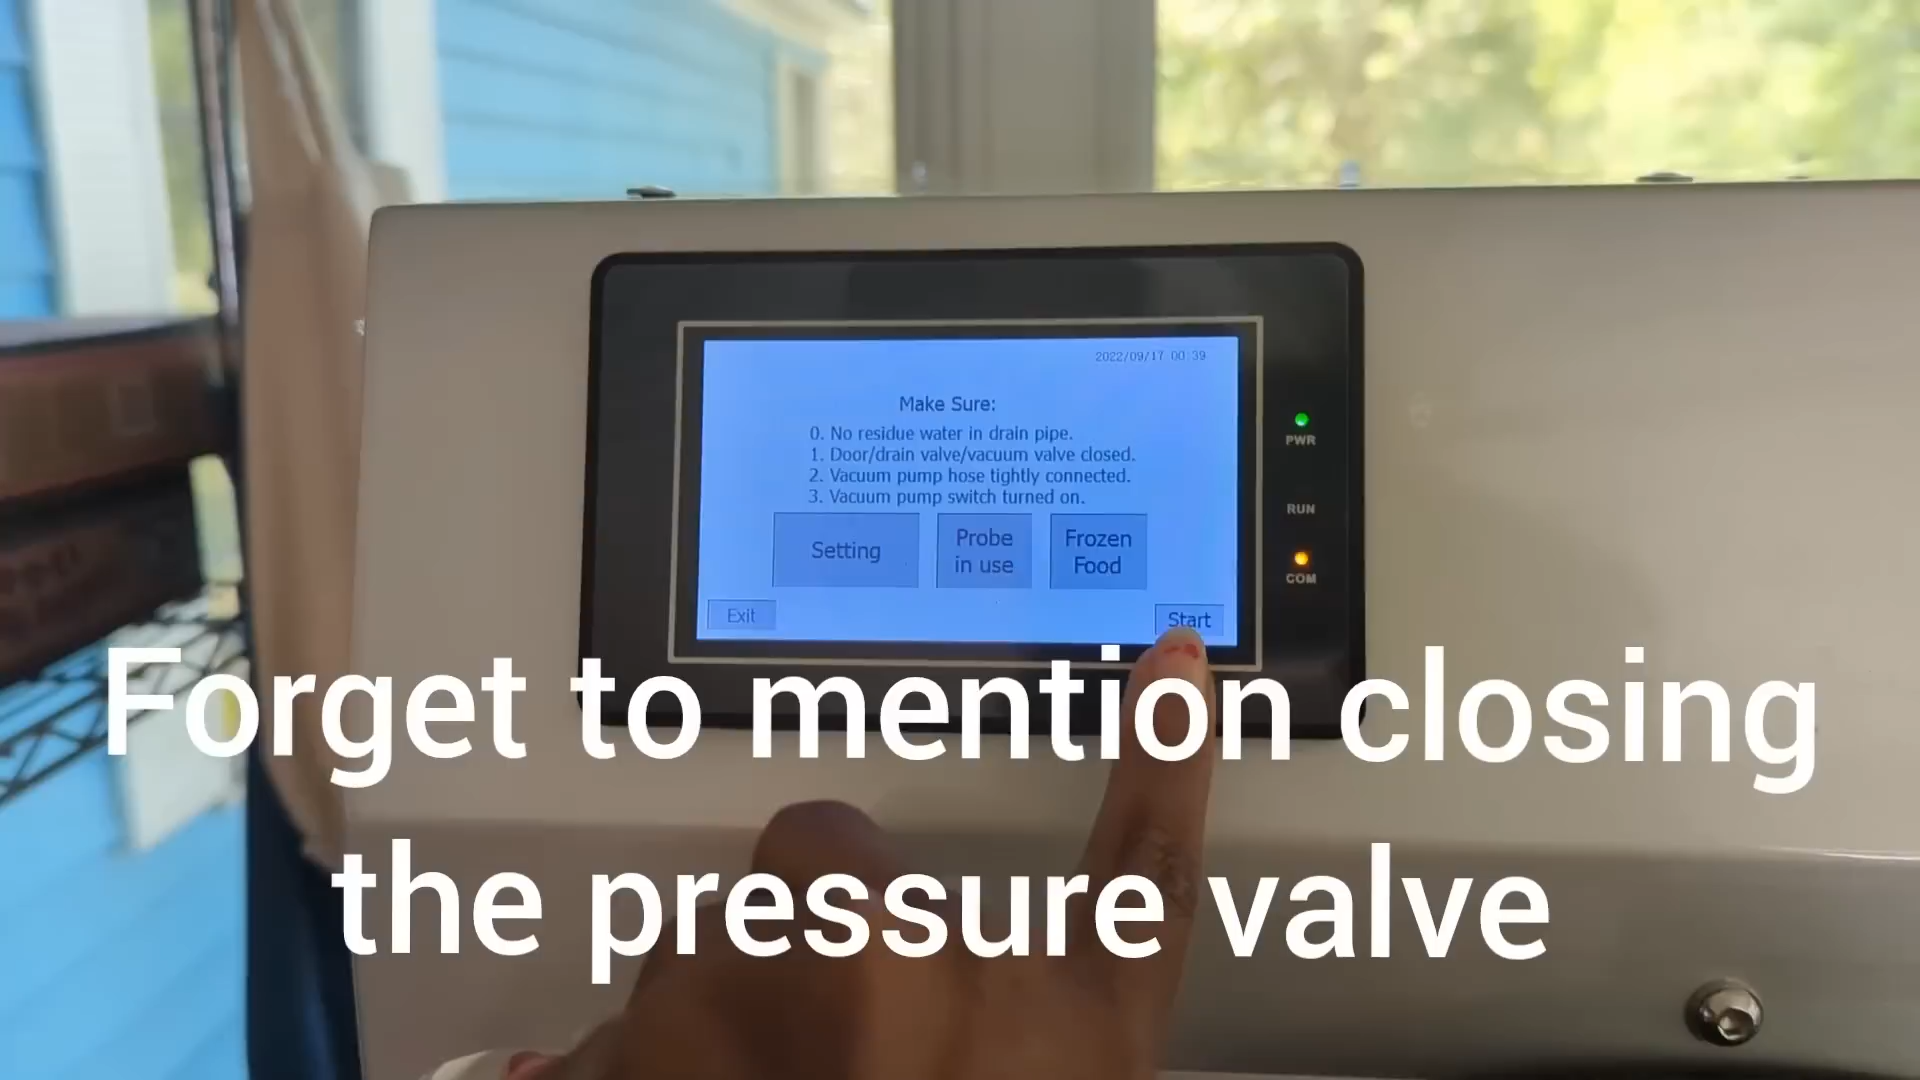 2022/09/17 00:39
Make Sure:
0. No residue water in drain pipe.
1. Door/drain valve/vacuum valve closed.
2. Vacuum pump hose tightly connected.
3. Vacuum pump switch turned on.
Setting
Probe
in use
Frozen
Food
Exit
Start
PWR
RUN
COM
Forget to mention closing
the pressure valve